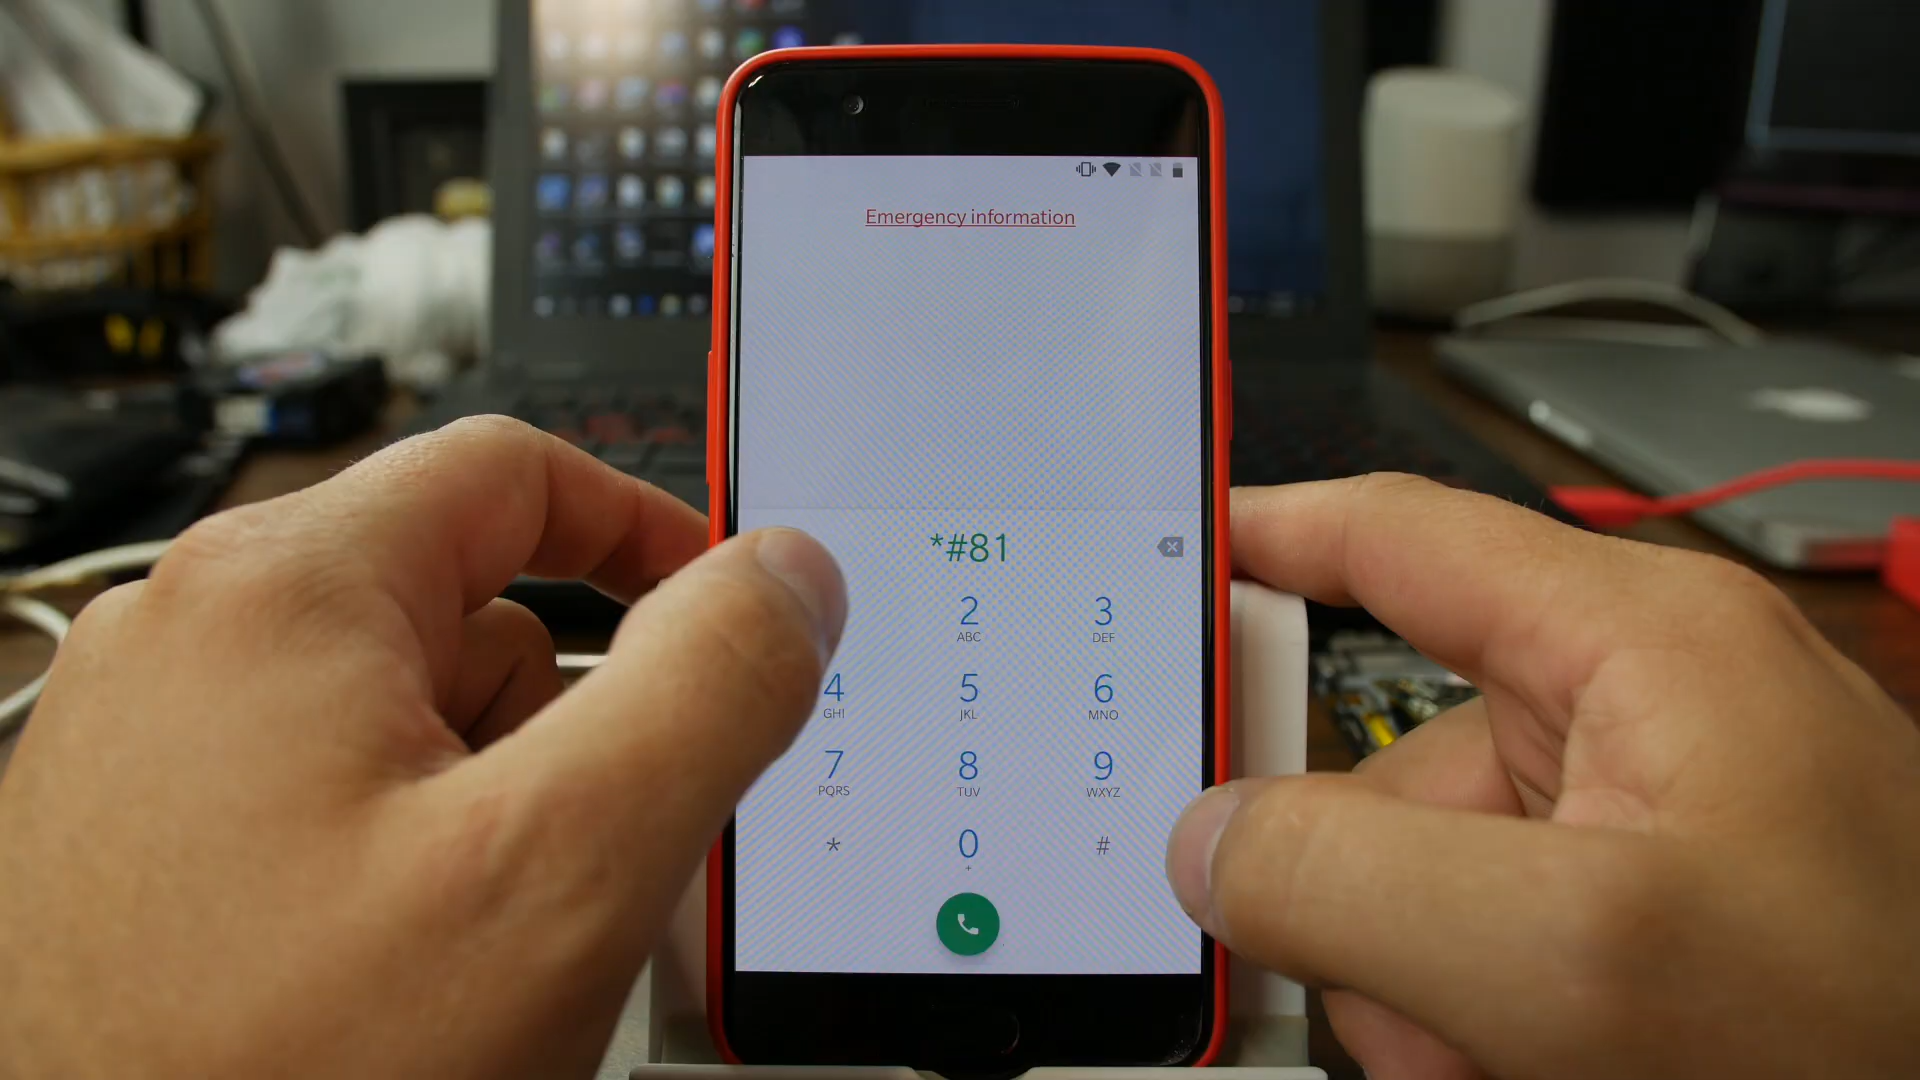 Emergency information
*#81
2 3
ABC DEF
4 5 6
GHI JKL MNO
7 8 9
PQRS TUV WXYZ
* 0 #
+